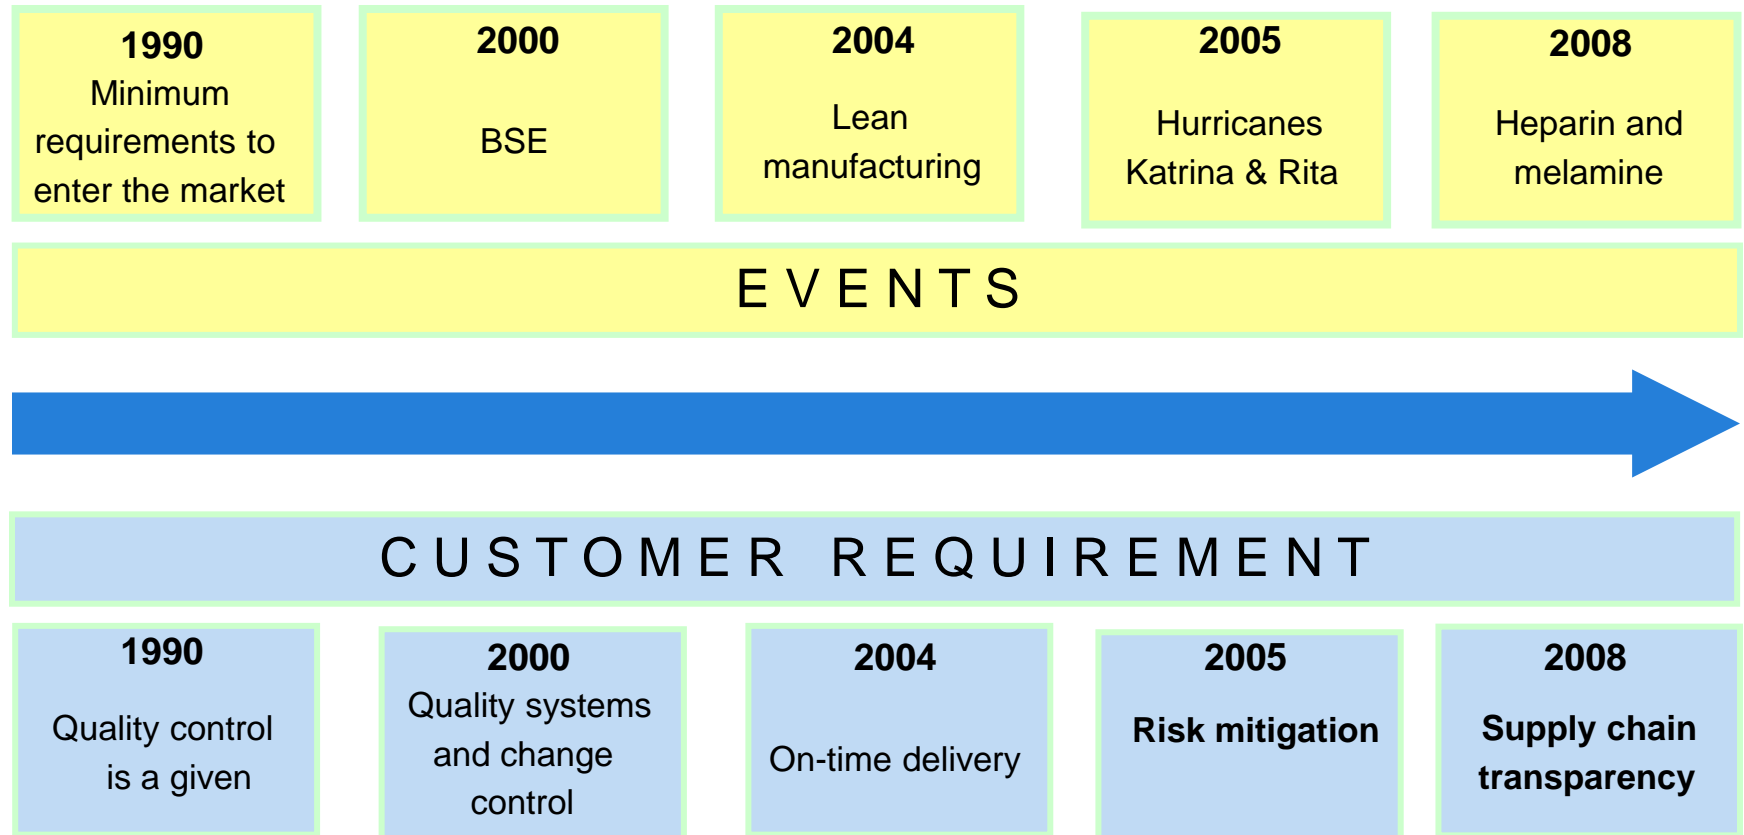 1990
Minimum
requirements to
enter the market
2000
BSE
2004
Lean
manufacturing
2005
Hurricanes
Katrina & Rita
2008
Heparin and
melamine
EVENTS
CUSTOMER REQUIREMENT
1990
Quality control
is a given
2000
Quality systems
and change
control
2004
On-time delivery
2005
Risk mitigation
2008
Supply chain
transparency